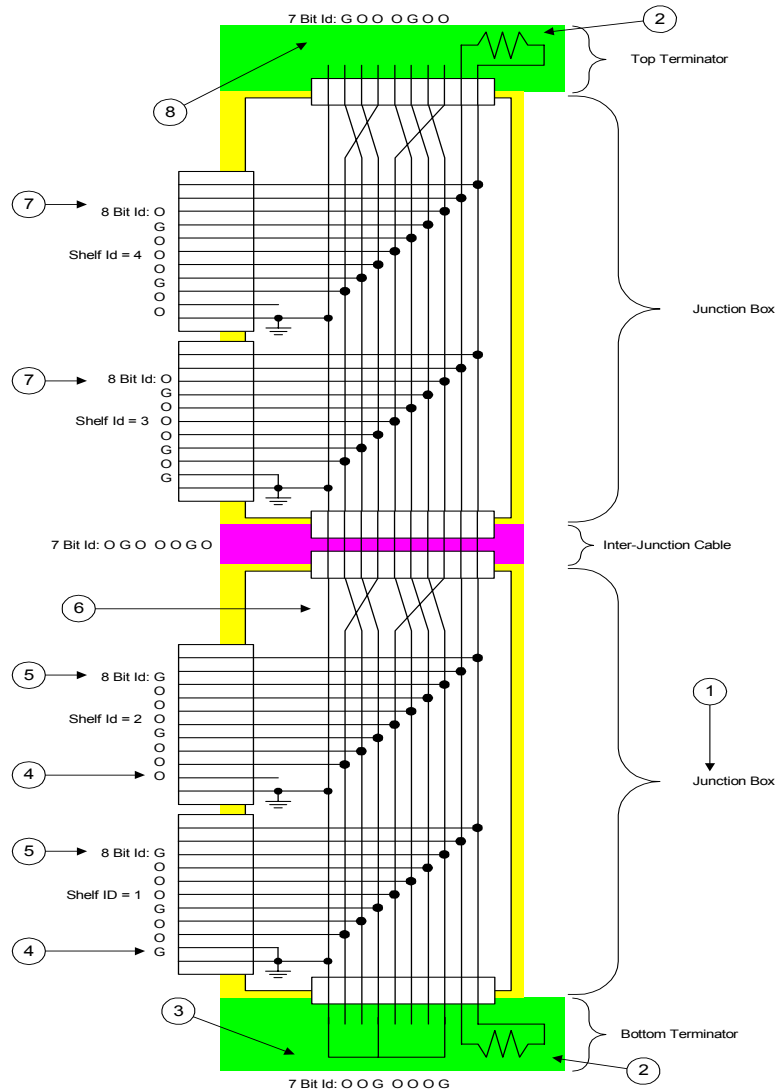 7 Bit Id: G O O O G O O
2
Top Terminator
8
7
8 Bit Id: O
G
O
Shelf Id = 4 O
O
G
O
O
Junction Box
7
8 Bit Id: O
G
O
Shelf Id = 3 O
O
G
O
G
7 Bit Id: O G O O O G O
Inter-Junction Cable
6
5
8 Bit Id: G
O
O
Shelf Id = 2 O
G
O
O
4
O
1
Junction Box
5
8 Bit Id: G
O
O
Shelf ID = 1 O
G
O
O
4
G
3
Bottom Terminator
2
7 Bit Id: O O G O O O G